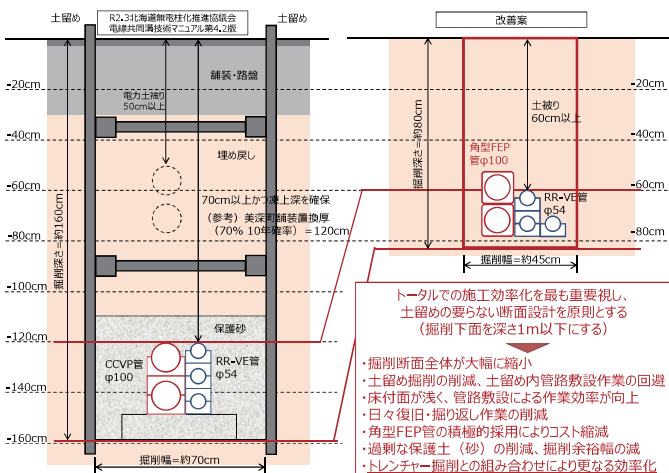 土留め
R2.3北海道無電柱化推進協議会
電線共同溝技術マニュアル第4.2版
土留め
舗装・路盤
電力土被り
50cm以上
埋め戻し
70cm以上かつ凍上深を確保
（参考）美深町舗装置換厚
（70% 10年確率）＝120cm
掘削深さ=約160cm
保護砂
CCVP管
φ100
RR-VE管
φ54
掘削幅=約70cm
-20cm
-40cm
-60cm
-80cm
-100cm
-120cm
-140cm
-160cm
改善案
掘削深さ=約80cm
土被り
60cm以上
角型FEP
管φ100
RR-VE管
φ54
掘削幅=約45cm
-20cm
-40cm
-60cm
-80cm
トータルでの施工効率化を最も重要視し、
土留めの要らない断面設計を原則とする
（掘削下面を深さ1m以下にする）
・掘削断面全体が大幅に縮小
・土留め掘削の削減、土留め内管路敷設作業の回避
・床付面が浅く、管路敷設による作業効率が向上
・日々復旧・掘り返し作業の削減
・角型FEP管の積極的採用によりコスト縮減
・過剰な保護土（砂）の削減、掘削余裕幅の減
・トレンチャー掘削との組み合わせにより更なる効率化